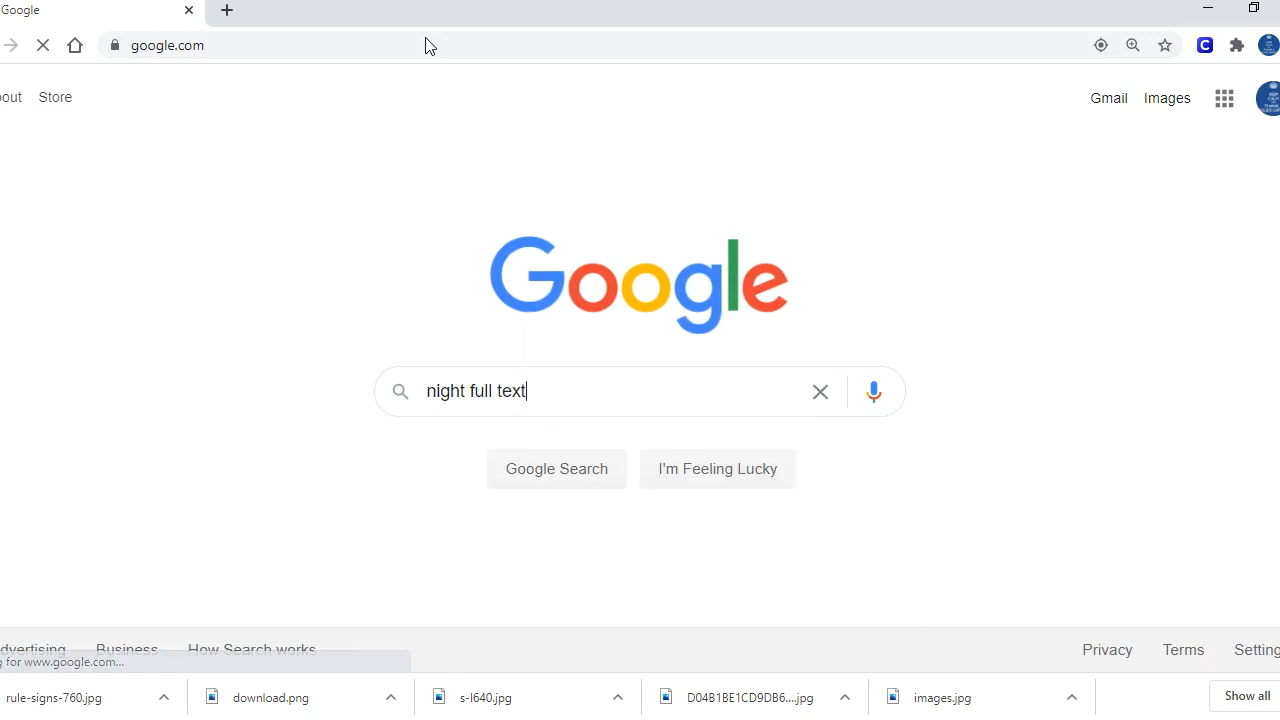 Google
google.com
out Store Gmail Images
Google
night full text
Google Search I'm Feeling Lucky
dvertising Business How Search works Privacy Terms Setting
g for www.google.com...
rule-signs-760.jpg download.png s-l640.jpg D04B1BE1CD9DB6....jpg images.jpg Show all